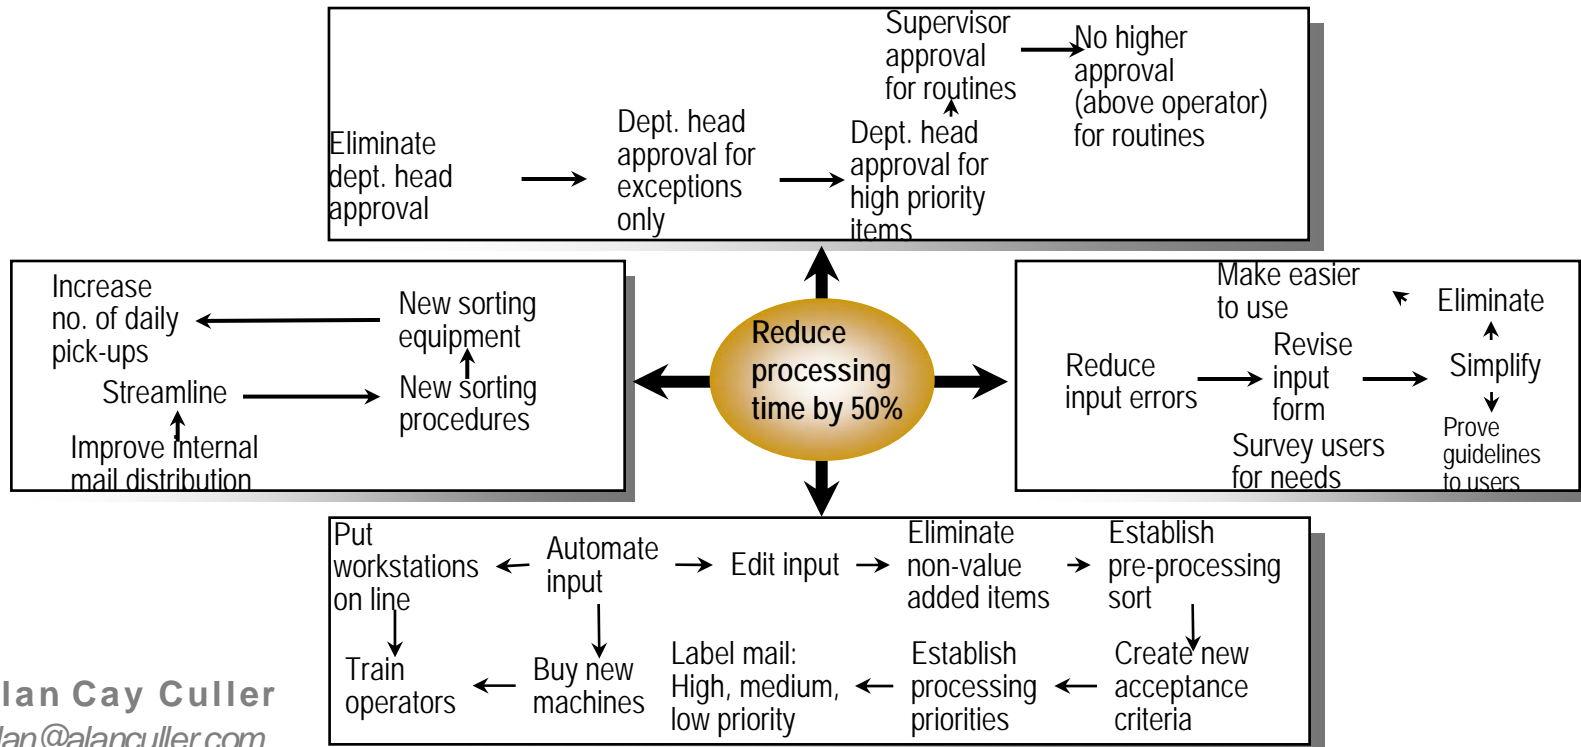 Supervisor
approval
for routines
No higher
approval
(above operator)
for routines
Eliminate
dept. head
approval
Dept. head
approval for
exceptions
only
Dept. head
approval for
high priority
items
Increase
no. of daily
pick-ups
New sorting
equipment
Streamline
New sorting
procedures
Improve internal
mail distribution
Reduce
processing
time by 50%
Make easier
to use
Eliminate
Reduce
input errors
Revise
input
form
Simplify
Survey users
for needs
Prove
guidelines
to users
Put
workstations
on line
Automate
input
Edit input
Eliminate
non-value
added items
Establish
pre-processing
sort
Train
operators
Buy new
machines
Label mail:
High, medium,
low priority
Establish
processing
priorities
Create new
acceptance
criteria
lan Cay Culler
lan@alanculler.com